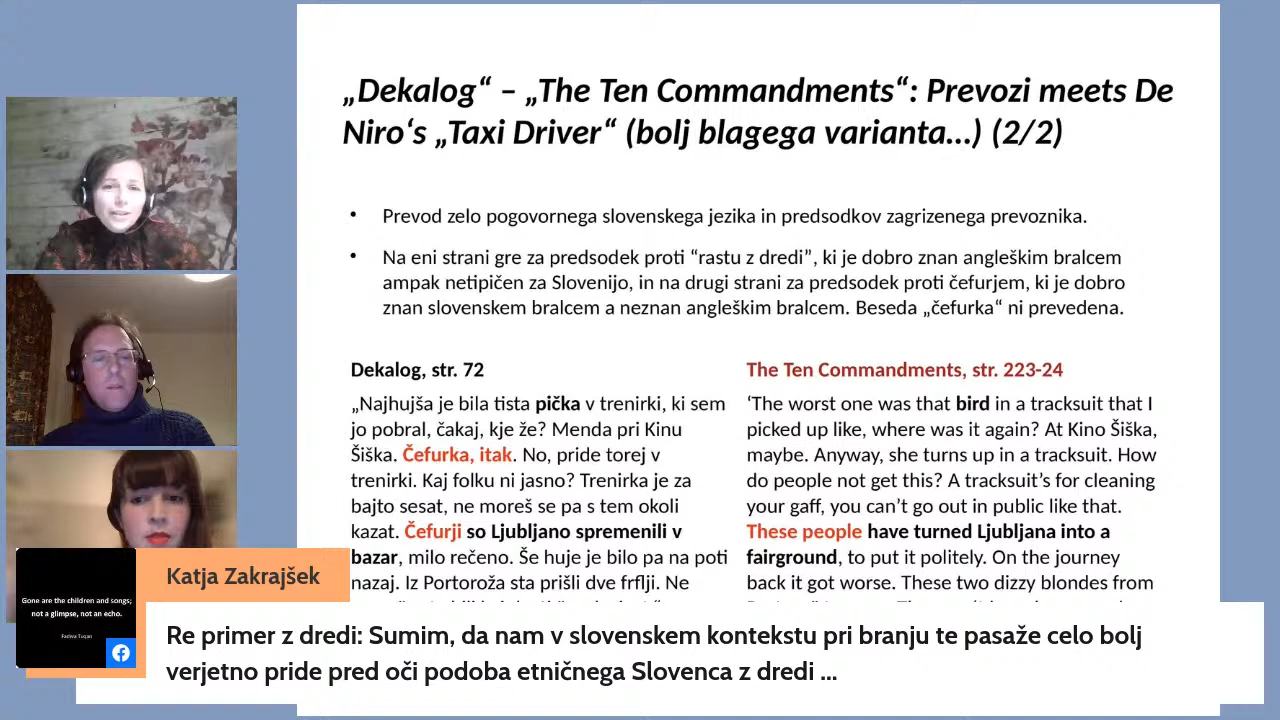 „Dekalog“ – „The Ten Commandments“: Prevozi meets De
Niro‘s „Taxi Driver“ (bolj blagega varianta...) (2/2)
• Prevod zelo pogovornega slovenskega jezika in predsodkov zagrizenega prevoznika.
• Na eni strani gre za predsodek proti “rastu z dredi”, ki je dobro znan angleškim bralcem
ampak netipičen za Slovenijo, in na drugi strani za predsodek proti čefurjem, ki je dobro
znan slovenskem bralcem a neznan angleškim bralcem. Beseda „čefurka“ ni prevedena.
Dekalog, str. 72
„Najhujša je bila tista pička v trenirki, ki sem
jo pobral, čakaj, kje že? Menda pri Kinu
Šiška. Čefurka, itak. No, pride torej v
trenirki. Kaj folku ni jasno? Trenirka je za
bajto sesat, ne moreš se pa s tem okoli
kazat. Čefurji so Ljubljano spremenili v
bazar, milo rečeno. Še huje je bilo pa na poti
nazaj. Iz Portoroža sta prišli dve frflji. Ne
The Ten Commandments, str. 223-24
‘The worst one was that bird in a tracksuit that I
picked up like, where was it again? At Kino Šiška,
maybe. Anyway, she turns up in a tracksuit. How
do people not get this? A tracksuit’s for cleaning
your gaff, you can’t go out in public like that.
These people have turned Ljubljana into a
fairground, to put it politely. On the journey
back it got worse. These two dizzy blondes from
Gone are the children and songs;
not a glimpse, not an echo.
Fadwa Tuqan
Katja Zakrajšek
Re primer z dredi: Sumim, da nam v slovenskem kontekstu pri branju te pasaže celo bolj
verjetno pride pred oči podoba etničnega Slovenca z dredi ...